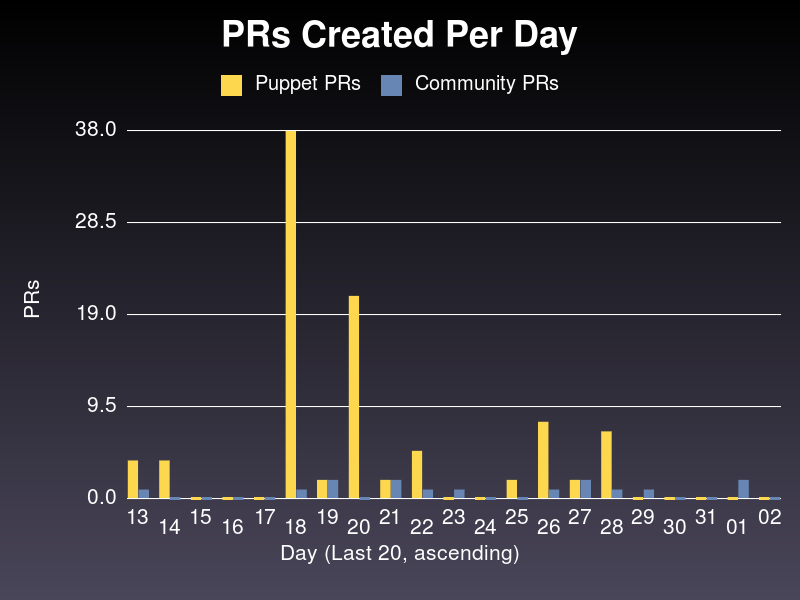 PRs Created Per Day
Puppet PRs Community PRs
38.0
28.5
19.0
9.5
0.0
PRs
13 14 15 16 17 18 19 20 21 22 23 24 25 26 27 28 29 30 31 01 02
Day (Last 20, ascending)